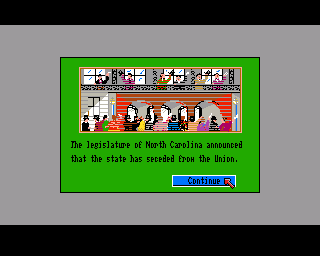 The legislature of North Carolina announced
that the state has seceded from the Union.
Continue